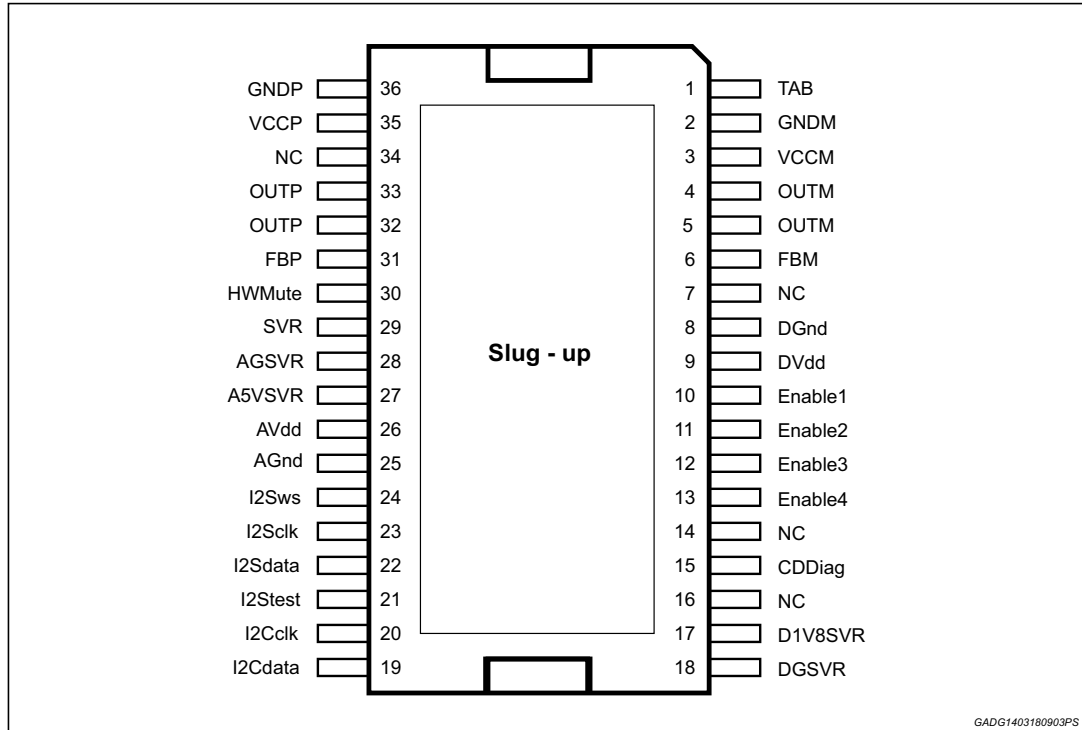 GNDP 36 1 TAB
VCCP 35 2 GNDM
NC 34 3 VCCM
OUTP 33 4 OUTM
OUTP 32 5 OUTM
FBP 31 6 FBM
HWMute 30 7 NC
SVR 29 8 DGnd
Slug - up
AGSVR 28 9 DVdd
A5VSVR 27 10 Enable1
AVdd 26 11 Enable2
AGnd 25 12 Enable3
I2Sws 24 13 Enable4
I2Sclk 23 14 NC
I2Sdata 22 15 CDDiag
I2Stest 21 16 NC
I2Cclk 20 17 D1V8SVR
I2Cdata 19 18 DGSVR
GADG1403180903PS